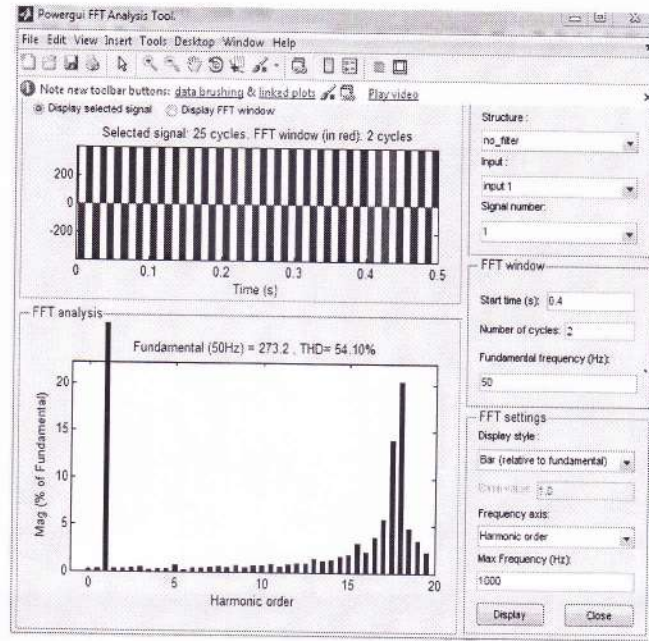 Powergui FFT Analysis Tool.
File Edit View Insert Tools Desktop Window Help
Note new toolbar buttons: data brushing & linked plots Play video
Display selected signal Display FFT window
Selected signal: 25 cycles. FFT window (in red): 2 cycles
200
0
-200
0 0.1 0.2 0.3 0.4 0.5
Time (s)
FFT analysis
Fundamental (50Hz) = 273.2 , THD= 54.10%
Mag (% of Fundamental)
20
15
10
5
0
0 5 10 15 20
Harmonic order
Structure :
no_filter
Input :
input 1
Signal number:
1
FFT window
Start time (s): 0.4
Number of cycles: 2
Fundamental frequency (Hz):
50
FFT settings
Display style :
Bar (relative to fundamental)
1.0
Frequency axis:
Harmonic order
Max Frequency (Hz):
1000
Display Close